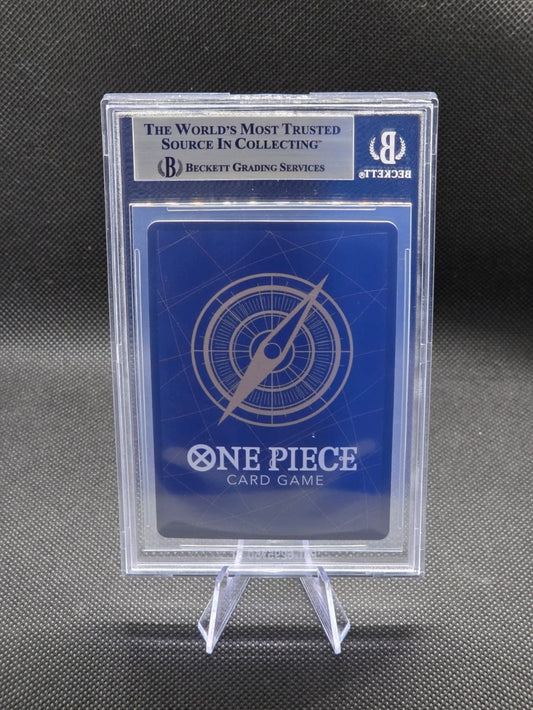 THE WORLD'S MOST TRUSTED
SOURCE IN COLLECTING™
B BECKETT GRADING SERVICES
B
BECKETT®
ONE PIECE
CARD GAME